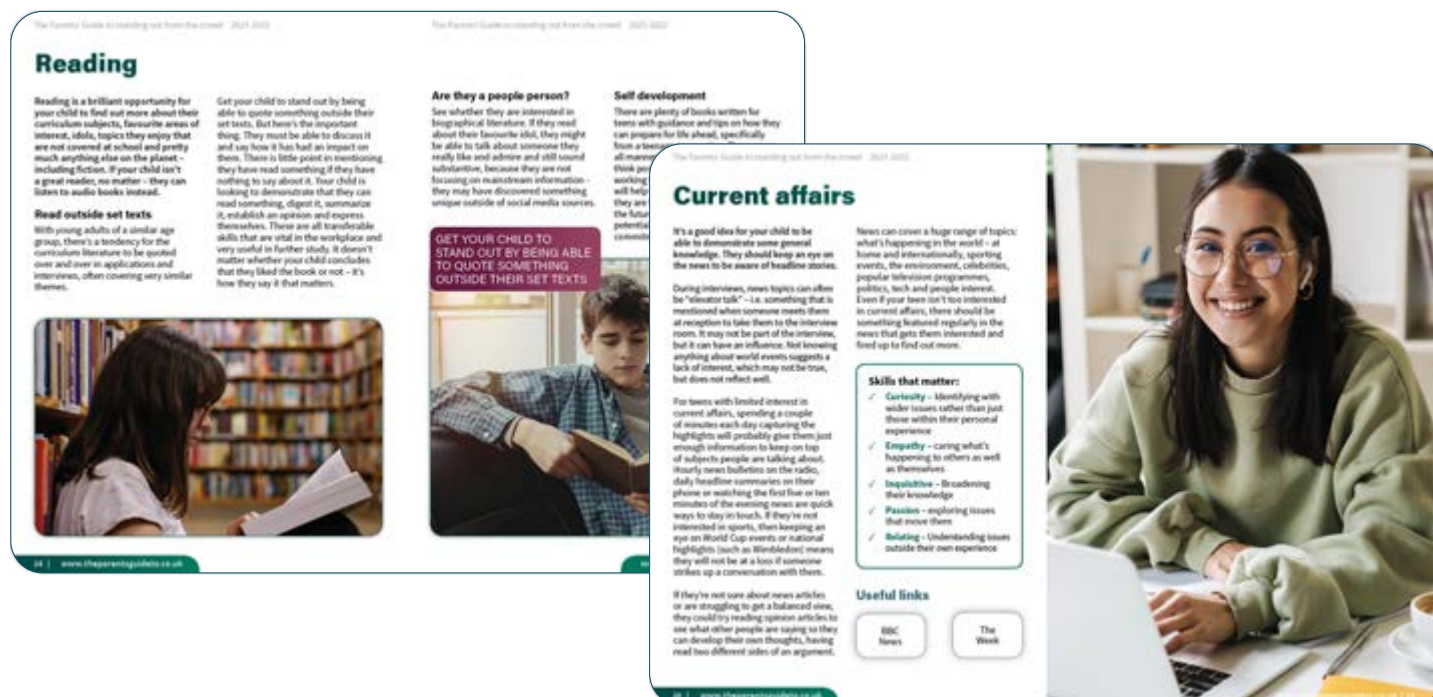 The Parents' Guide to standing out from the crowd 2021-2022
Reading
Reading is a brilliant opportunity for
your child to find out more about their
curriculum subjects, favourite areas of
interest, idols, topics they enjoy that
are not covered at school and pretty
much anything else on the planet –
including fiction. If your child isn't
a great reader, no matter – they can
listen to audio books instead.
Read outside set texts
With young adults of a similar age
group, there's a tendency for the
curriculum literature to be quoted
over and over in applications and
interviews, often covering very similar
themes.
Get your child to stand out by being
able to quote something outside their
set texts. But here's the important
thing. They must be able to discuss it
and say how it has had an impact on
them. There is little point in mentioning
they have read something if they have
nothing to say about it. Your child is
looking to demonstrate that they can
read something, digest it, summarize
it, establish an opinion and express
themselves. These are all transferable
skills that are vital in the workplace and
very useful in further study. It doesn't
matter whether your child concludes
that they liked the book or not – it's
how they say it that matters.
24 | www.theparentsguideto.co.uk
The Parents' Guide to standing out from the crowd 2021-2022
Are they a people person?
See whether they are interested in
biographical literature. If they read
about their favourite idol, they might
be able to talk about someone they
really like and admire and still sound
substantive, because they are not
focusing on mainstream information –
they may have discovered something
unique outside of social media sources.
GET YOUR CHILD TO
STAND OUT BY BEING ABLE
TO QUOTE SOMETHING
OUTSIDE THEIR SET TEXTS
Self development
There are plenty of books written for
teens with guidance and tips on how they
can prepare for life ahead, specifically
from a
all
think
working
will help
they are
the
The Parents' Guide to standing out from the crowd 2021-2022
Current affairs
It's a good idea for your child to be
able to demonstrate some general
knowledge. They should keep an eye on
the news to be aware of headline stories.
During interviews, news topics can often
be "elevator talk" – i.e. something that is
mentioned when someone meets them
at reception to take them to the interview
room. It may not be part of the interview,
but it can have an influence. Not knowing
anything about world events suggests a
lack of interest, which may not be true,
but does not reflect well.
For teens with limited interest in
current affairs, spending a couple
of minutes each day capturing the
highlights will probably give them just
enough information to keep on top
of subjects people are talking about.
Hourly news bulletins on the radio,
daily headline summaries on their
phone or watching the first five or ten
minutes of the evening news are quick
ways to stay in touch. If they're not
interested in sports, then keeping an
eye on World Cup events or national
highlights (such as Wimbledon) means
they will not be at a loss if someone
strikes up a conversation with them.
If they're not sure about news articles
or are struggling to get a balanced view,
they could try reading opinion articles to
see what other people are saying so they
can develop their own thoughts, having
read two different sides of an argument.
News can cover a huge range of topics:
what's happening in the world – at
home and internationally, sporting
events, the environment, celebrities,
popular television programmes,
politics, tech and people interest.
Even if your teen isn't too interested
in current affairs, there should be
something featured regularly in the
news that gets them interested and
fired up to find out more.
Skills that matter:
✓ Curiosity – Identifying with
wider issues rather than just
those within their personal
experience
✓ Empathy – caring what's
happening to others as well
as themselves
✓ Inquisitive – Broadening
their knowledge
✓ Passion – exploring issues
that move them
✓ Relating – Understanding issues
outside their own experience
Useful links
BBC
News
The
Week
www.theparentsguideto.co.uk